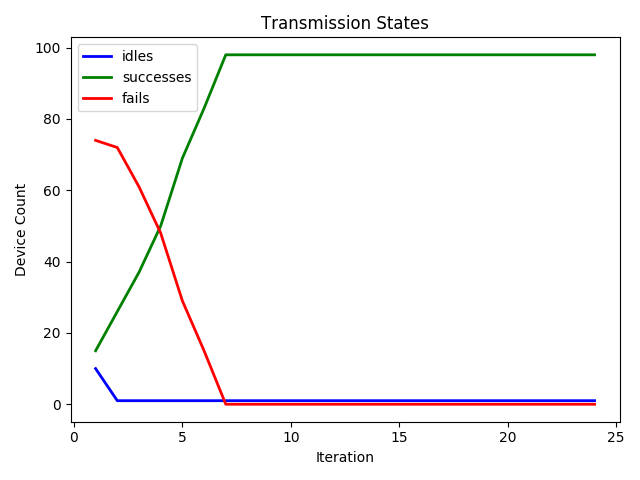 Transmission States
idles
successes
fails
Device Count
100
80
60
40
20
0
0 5 10 15 20 25
Iteration